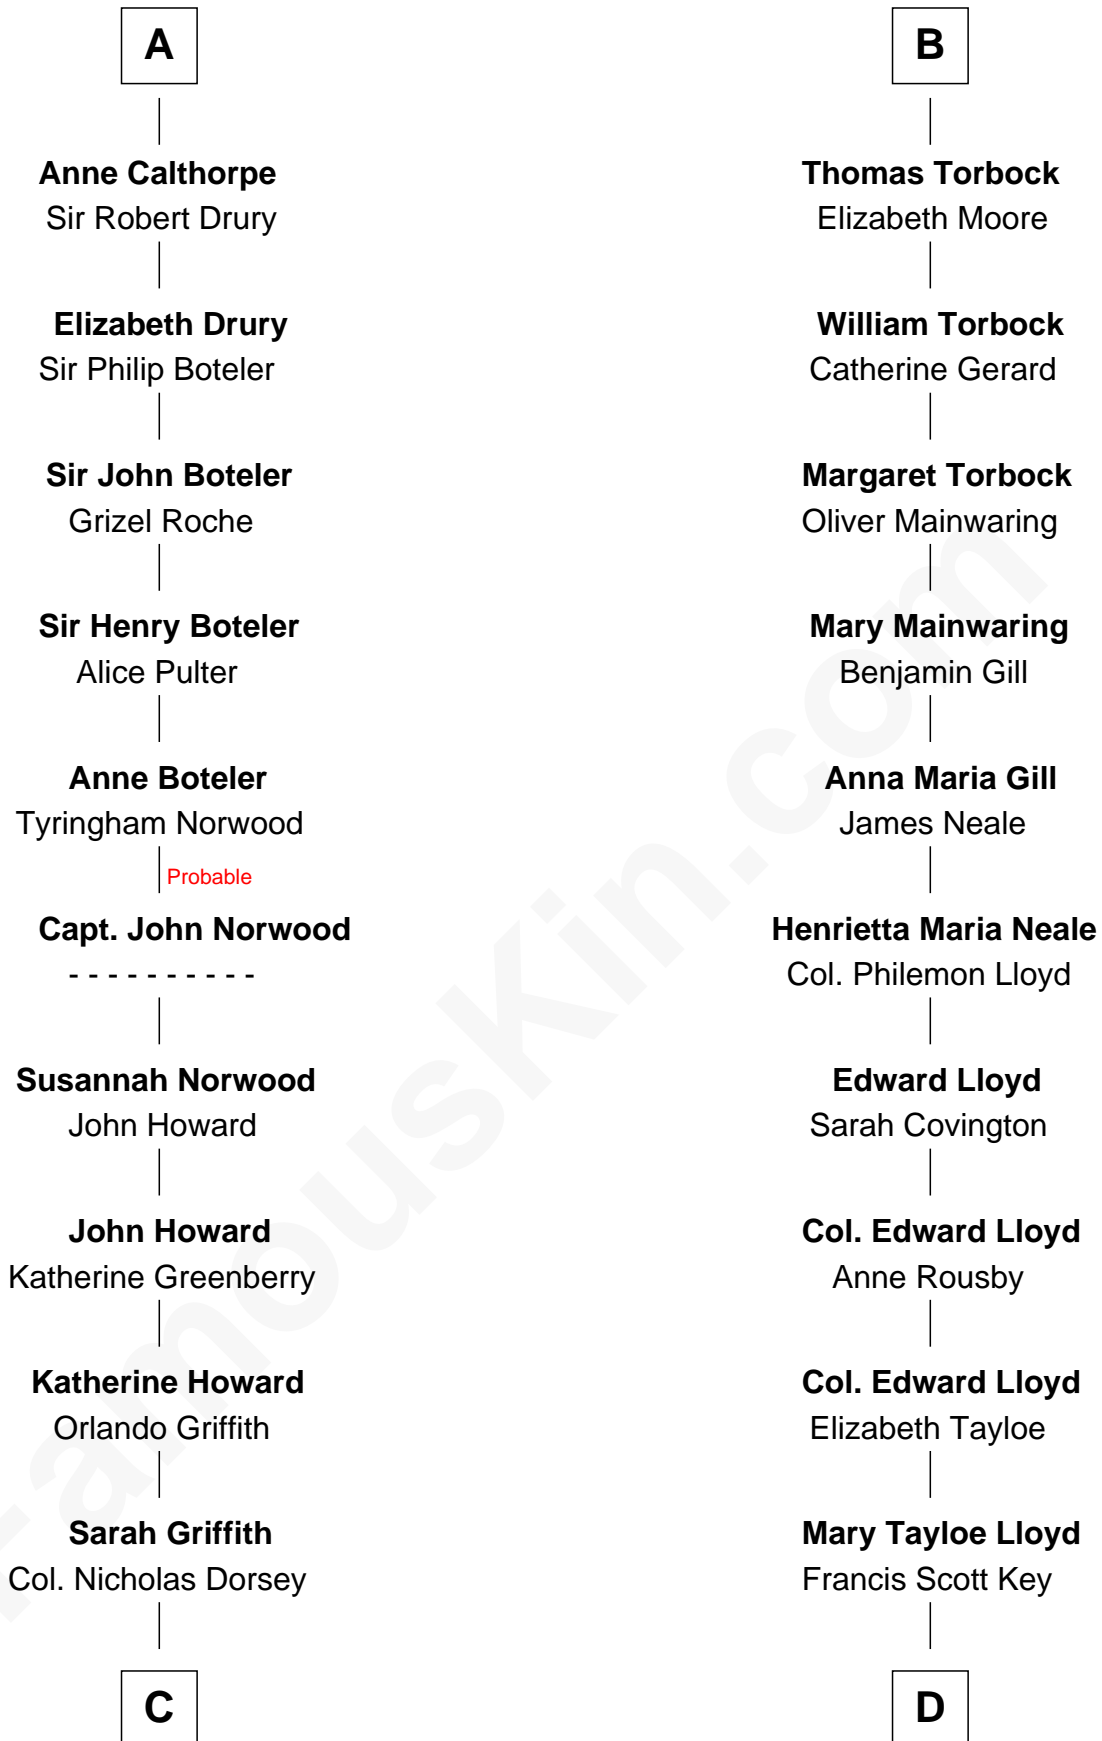 A
Anne Calthorpe
Sir Robert Drury
Elizabeth Drury
Sir Philip Boteler
Sir John Boteler
Grizel Roche
Sir Henry Boteler
Alice Pulter
Anne Boteler
Tyringham Norwood
Probable
Capt. John Norwood
- - - - - - - - - -
Susannah Norwood
John Howard
John Howard
Katherine Greenberry
Katherine Howard
Orlando Griffith
Sarah Griffith
Col. Nicholas Dorsey
C
B
Thomas Torbock
Elizabeth Moore
William Torbock
Catherine Gerard
Margaret Torbock
Oliver Mainwaring
Mary Mainwaring
Benjamin Gill
Anna Maria Gill
James Neale
Henrietta Maria Neale
Col. Philemon Lloyd
Edward Lloyd
Sarah Covington
Col. Edward Lloyd
Anne Rousby
Col. Edward Lloyd
Elizabeth Tayloe
Mary Tayloe Lloyd
Francis Scott Key
D
FamousKin.com